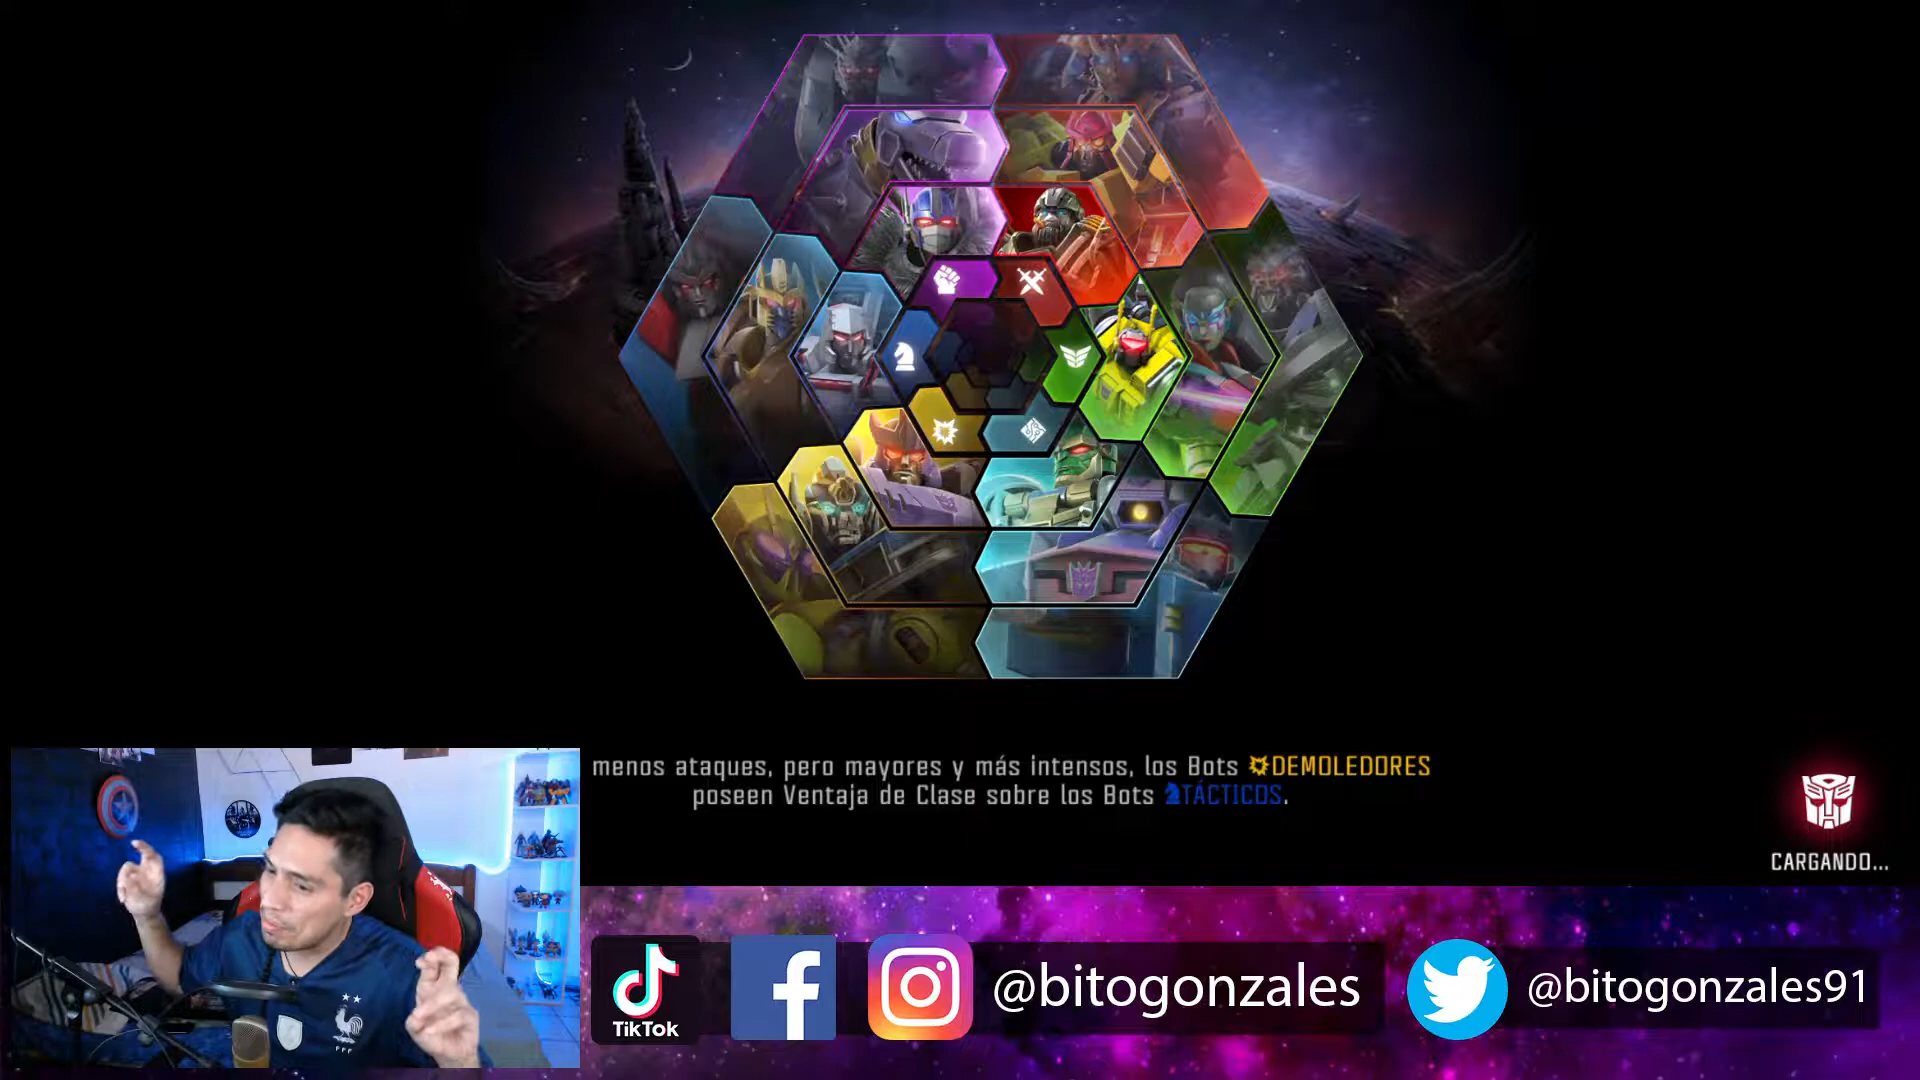 menos ataques, pero mayores y más intensos, los Bots DEMOLEDORES
poseen Ventaja de Clase sobre los Bots TÁCTICOS.
CARGANDO...
TikTok
@bitogonzales
@bitogonzales91
FFF